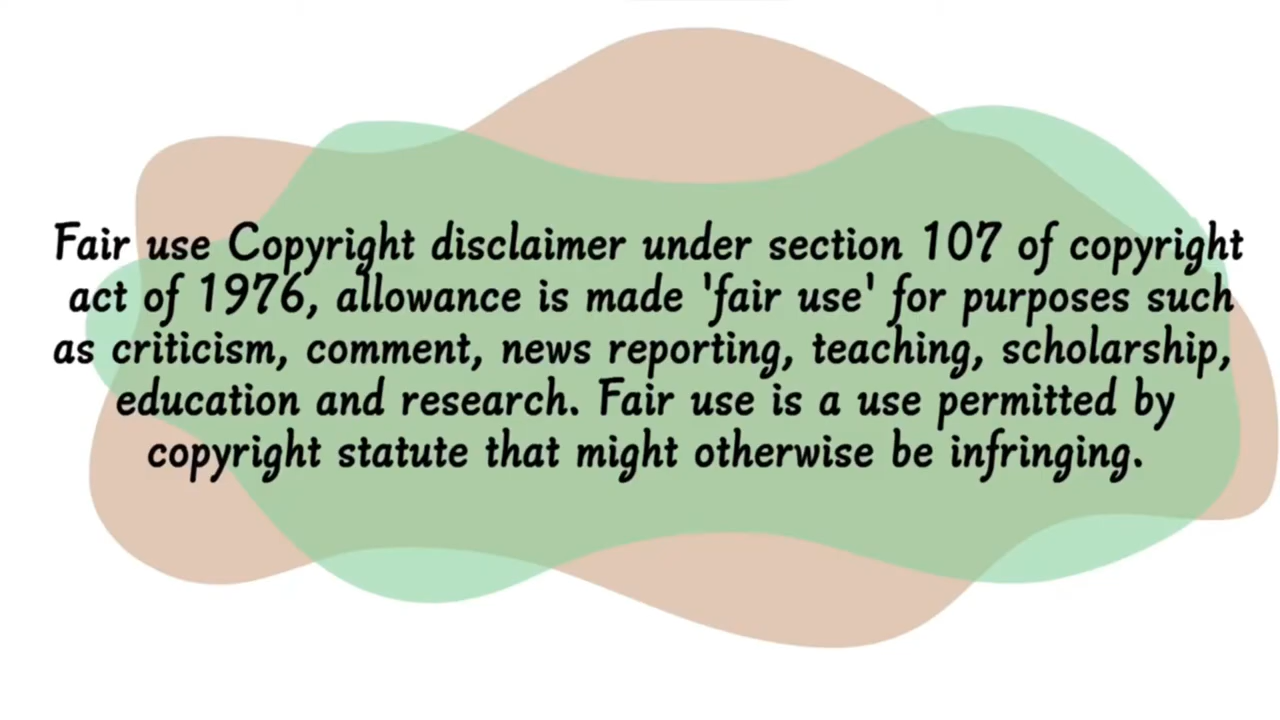 Fair use Copyright disclaimer under section 107 of copyright
act of 1976, allowance is made 'fair use' for purposes such
as criticism, comment, news reporting, teaching, scholarship,
education and research. Fair use is a use permitted by
copyright statute that might otherwise be infringing.